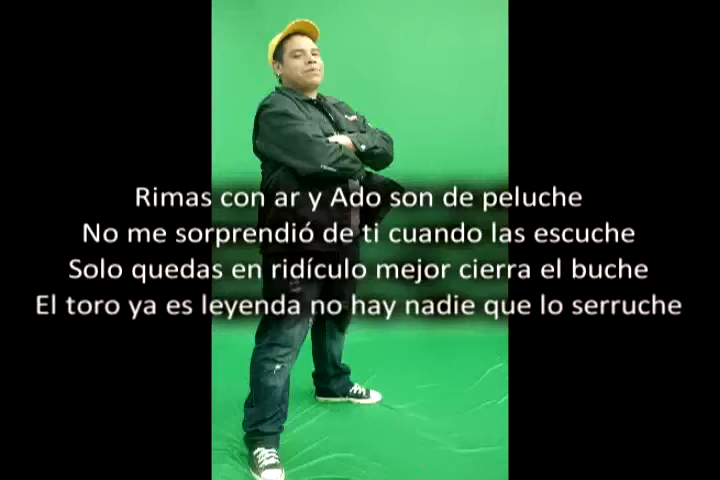 Rimas con ar y Ado son de peluche
No me sorprendió de ti cuando las escuche
Solo quedas en ridículo mejor cierra el buche
El toro ya es leyenda no hay nadie que lo serruche